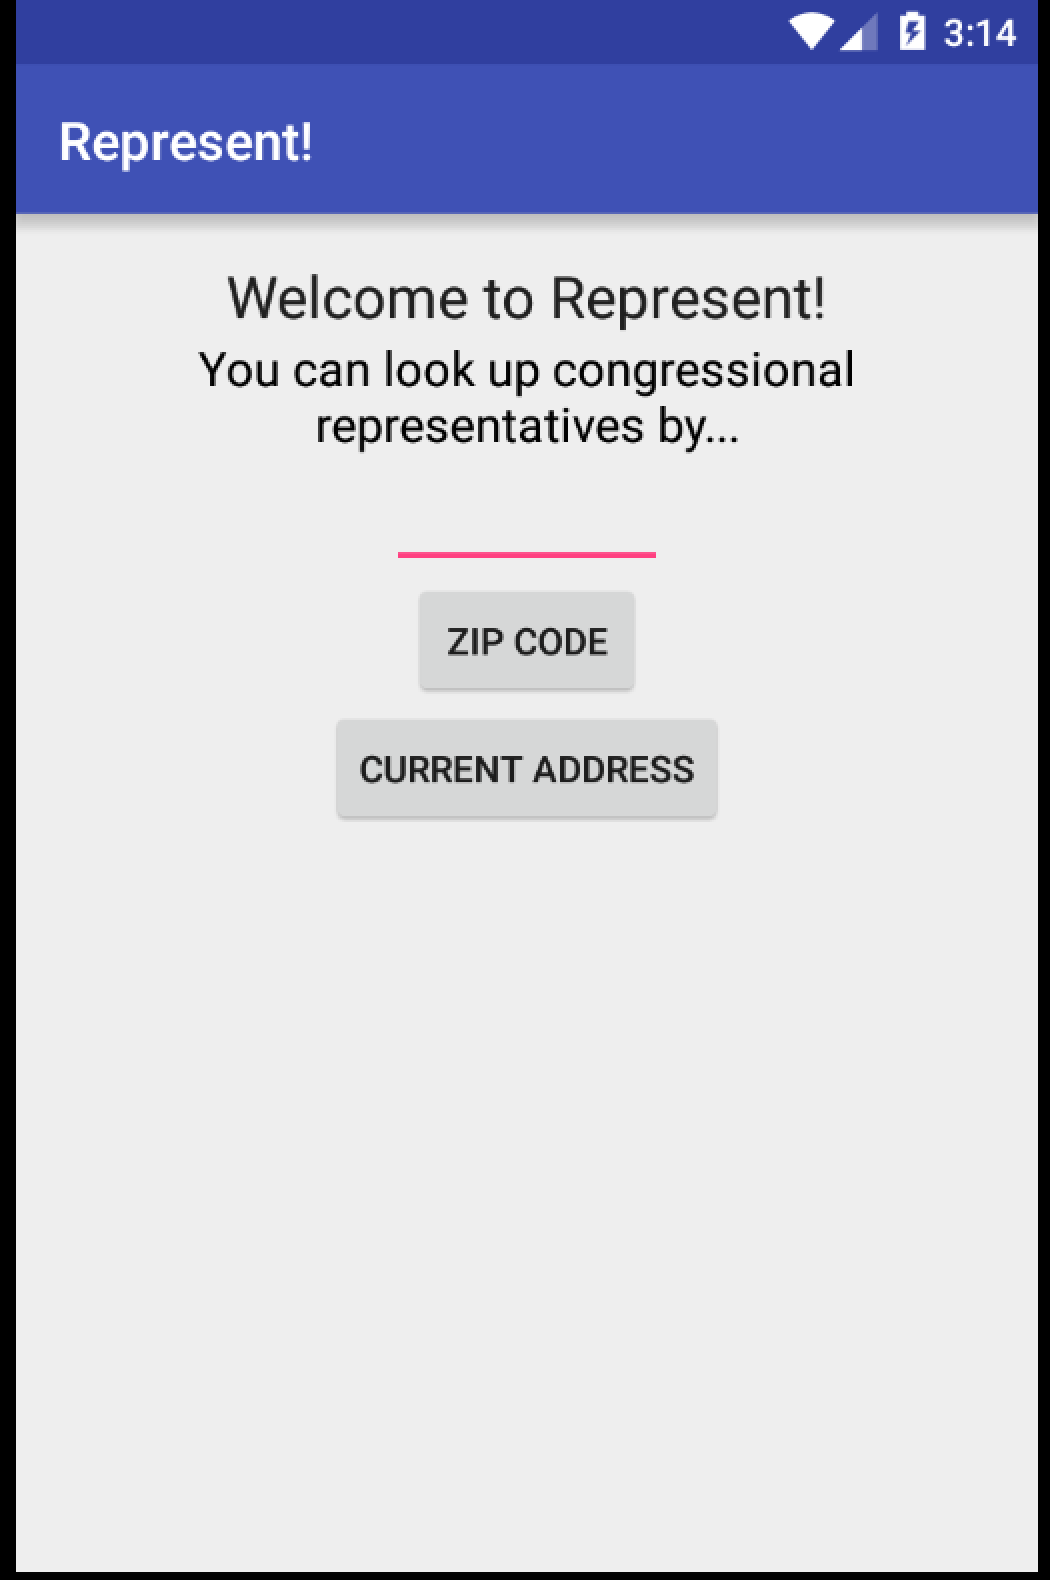 3:14
Represent!
Welcome to Represent!
You can look up congressional
representatives by...
ZIP CODE
CURRENT ADDRESS